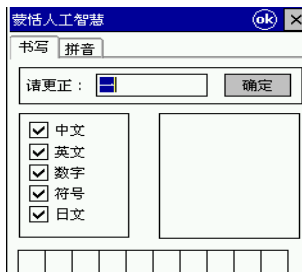 蒙恬人工智慧 ok
书写 拼音
请更正： 一 确定
中文
英文
数字
符号
日文